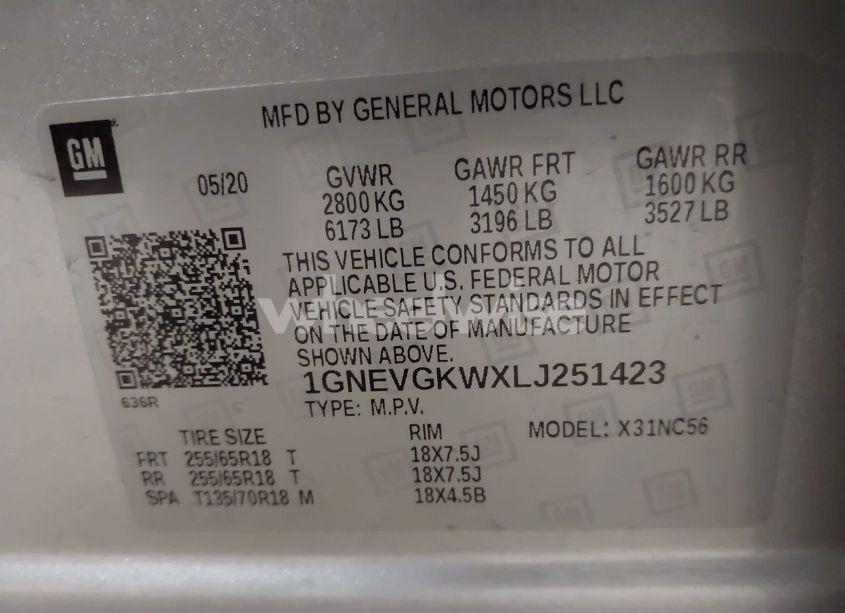 MFD BY GENERAL MOTORS LLC
GM
05/20
GVWR GAWR FRT GAWR RR
2800 KG 1450 KG 1600 KG
6173 LB 3196 LB 3527 LB
THIS VEHICLE CONFORMS TO ALL
APPLICABLE U.S. FEDERAL MOTOR
VEHICLE SAFETY STANDARDS IN EFFECT
ON THE DATE OF MANUFACTURE
SHOWN ABOVE.
1GNEVGKWXLJ251423
636R
TYPE: M.P.V.
TIRE SIZE RIM MODEL: X31NC56
FRT 255/65R18 T 18X7.5J
RR 255/65R18 T 18X7.5J
SPA T135/70R18 M 18X4.5B